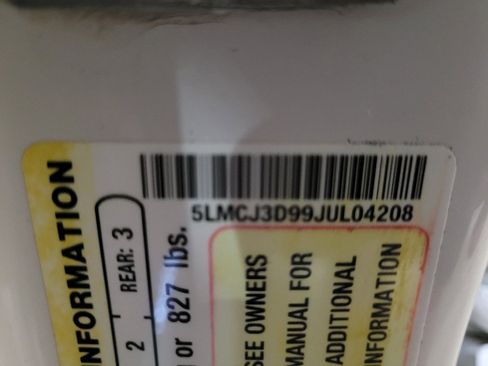 5LMCJ3D99JUL04208
INFORMATION
2 REAR: 3
or 827 lbs.
SEE OWNERS
MANUAL FOR
ADDITIONAL
INFORMATION